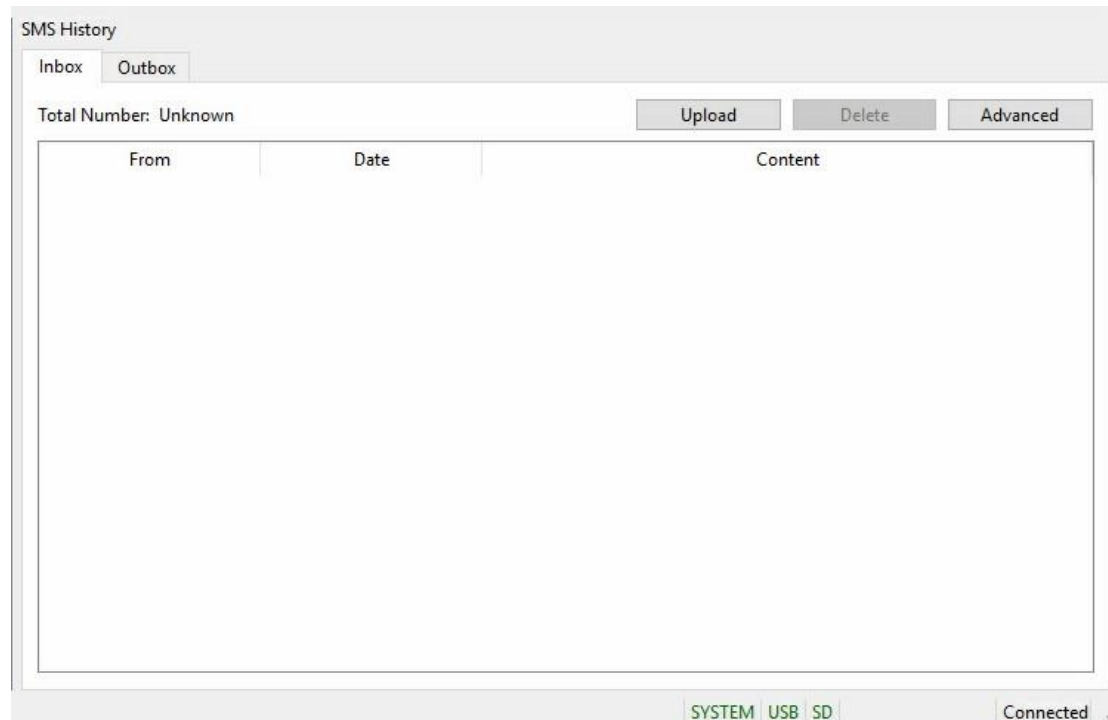 SMS History
Inbox Outbox
Total Number: Unknown Upload Delete Advanced
From Date Content
SYSTEM USB SD Connected